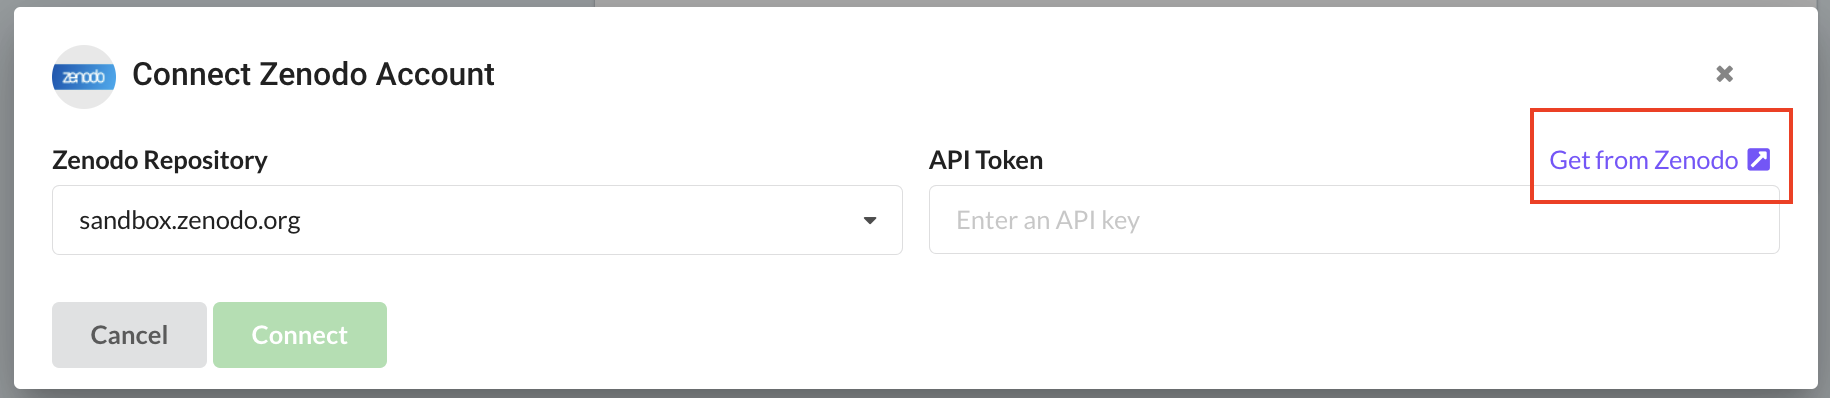 zenodo
Connect Zenodo Account
Zenodo Repository
sandbox.zenodo.org
API Token
Get from Zenodo
Enter an API key
Cancel
Connect